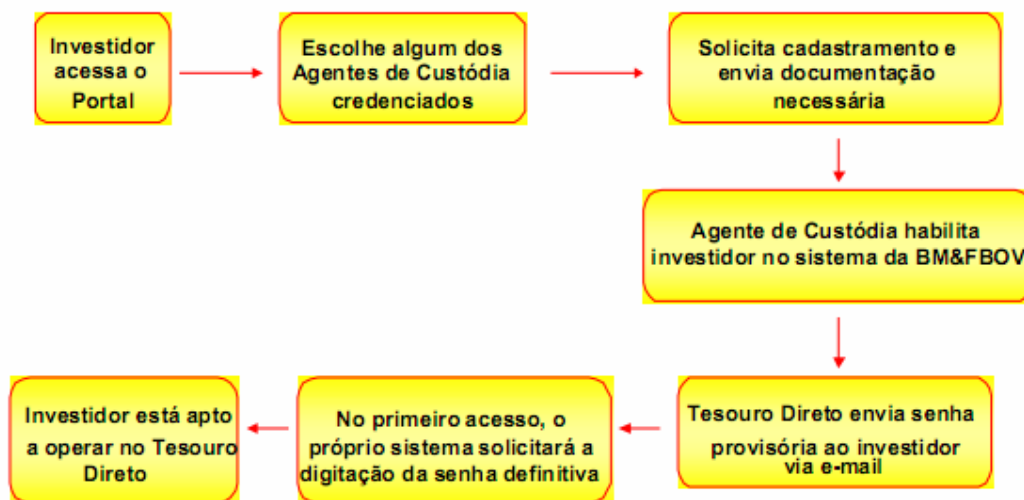 Investidor
acessa o
Portal
Escolhe algum dos
Agentes de Custódia
credenciados
Solicita cadastramento e
envia documentação
necessária
Agente de Custódia habilita
investidor no sistema da BM&FBOV
Tesouro Direto envia senha
provisória ao investidor
via e-mail
No primeiro acesso, o
próprio sistema solicitará a
digitação da senha definitiva
Investidor está apto
a operar no Tesouro
Direto